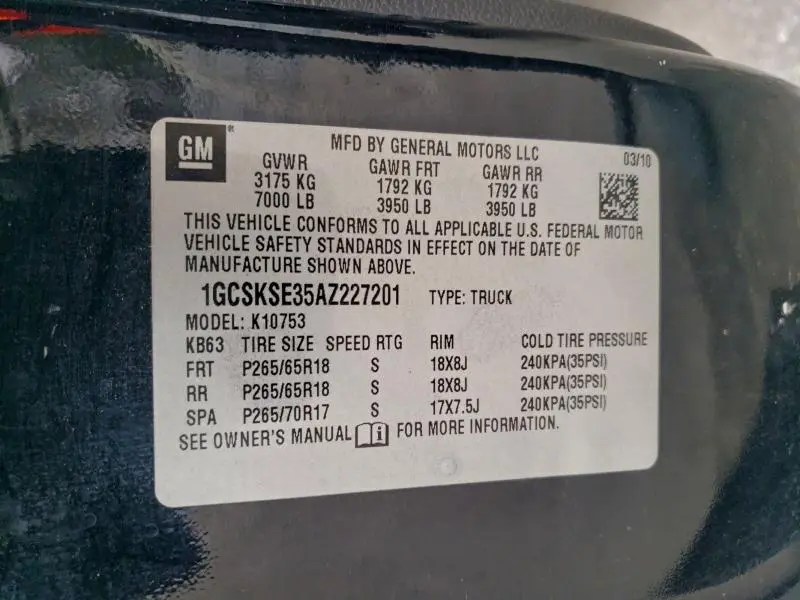 GM®
MFD BY GENERAL MOTORS LLC
03/10
GVWR GAWR FRT GAWR RR
3175 KG 1792 KG 1792 KG
7000 LB 3950 LB 3950 LB
THIS VEHICLE CONFORMS TO ALL APPLICABLE U.S. FEDERAL MOTOR
VEHICLE SAFETY STANDARDS IN EFFECT ON THE DATE OF
MANUFACTURE SHOWN ABOVE.
1GCSKSE35AZ227201 TYPE: TRUCK
MODEL: K10753
KB63 TIRE SIZE SPEED RTG RIM COLD TIRE PRESSURE
FRT P265/65R18 S 18X8J 240KPA(35PSI)
RR P265/65R18 S 18X8J 240KPA(35PSI)
SPA P265/70R17 S 17X7.5J 240KPA(35PSI)
SEE OWNER'S MANUAL i FOR MORE INFORMATION.